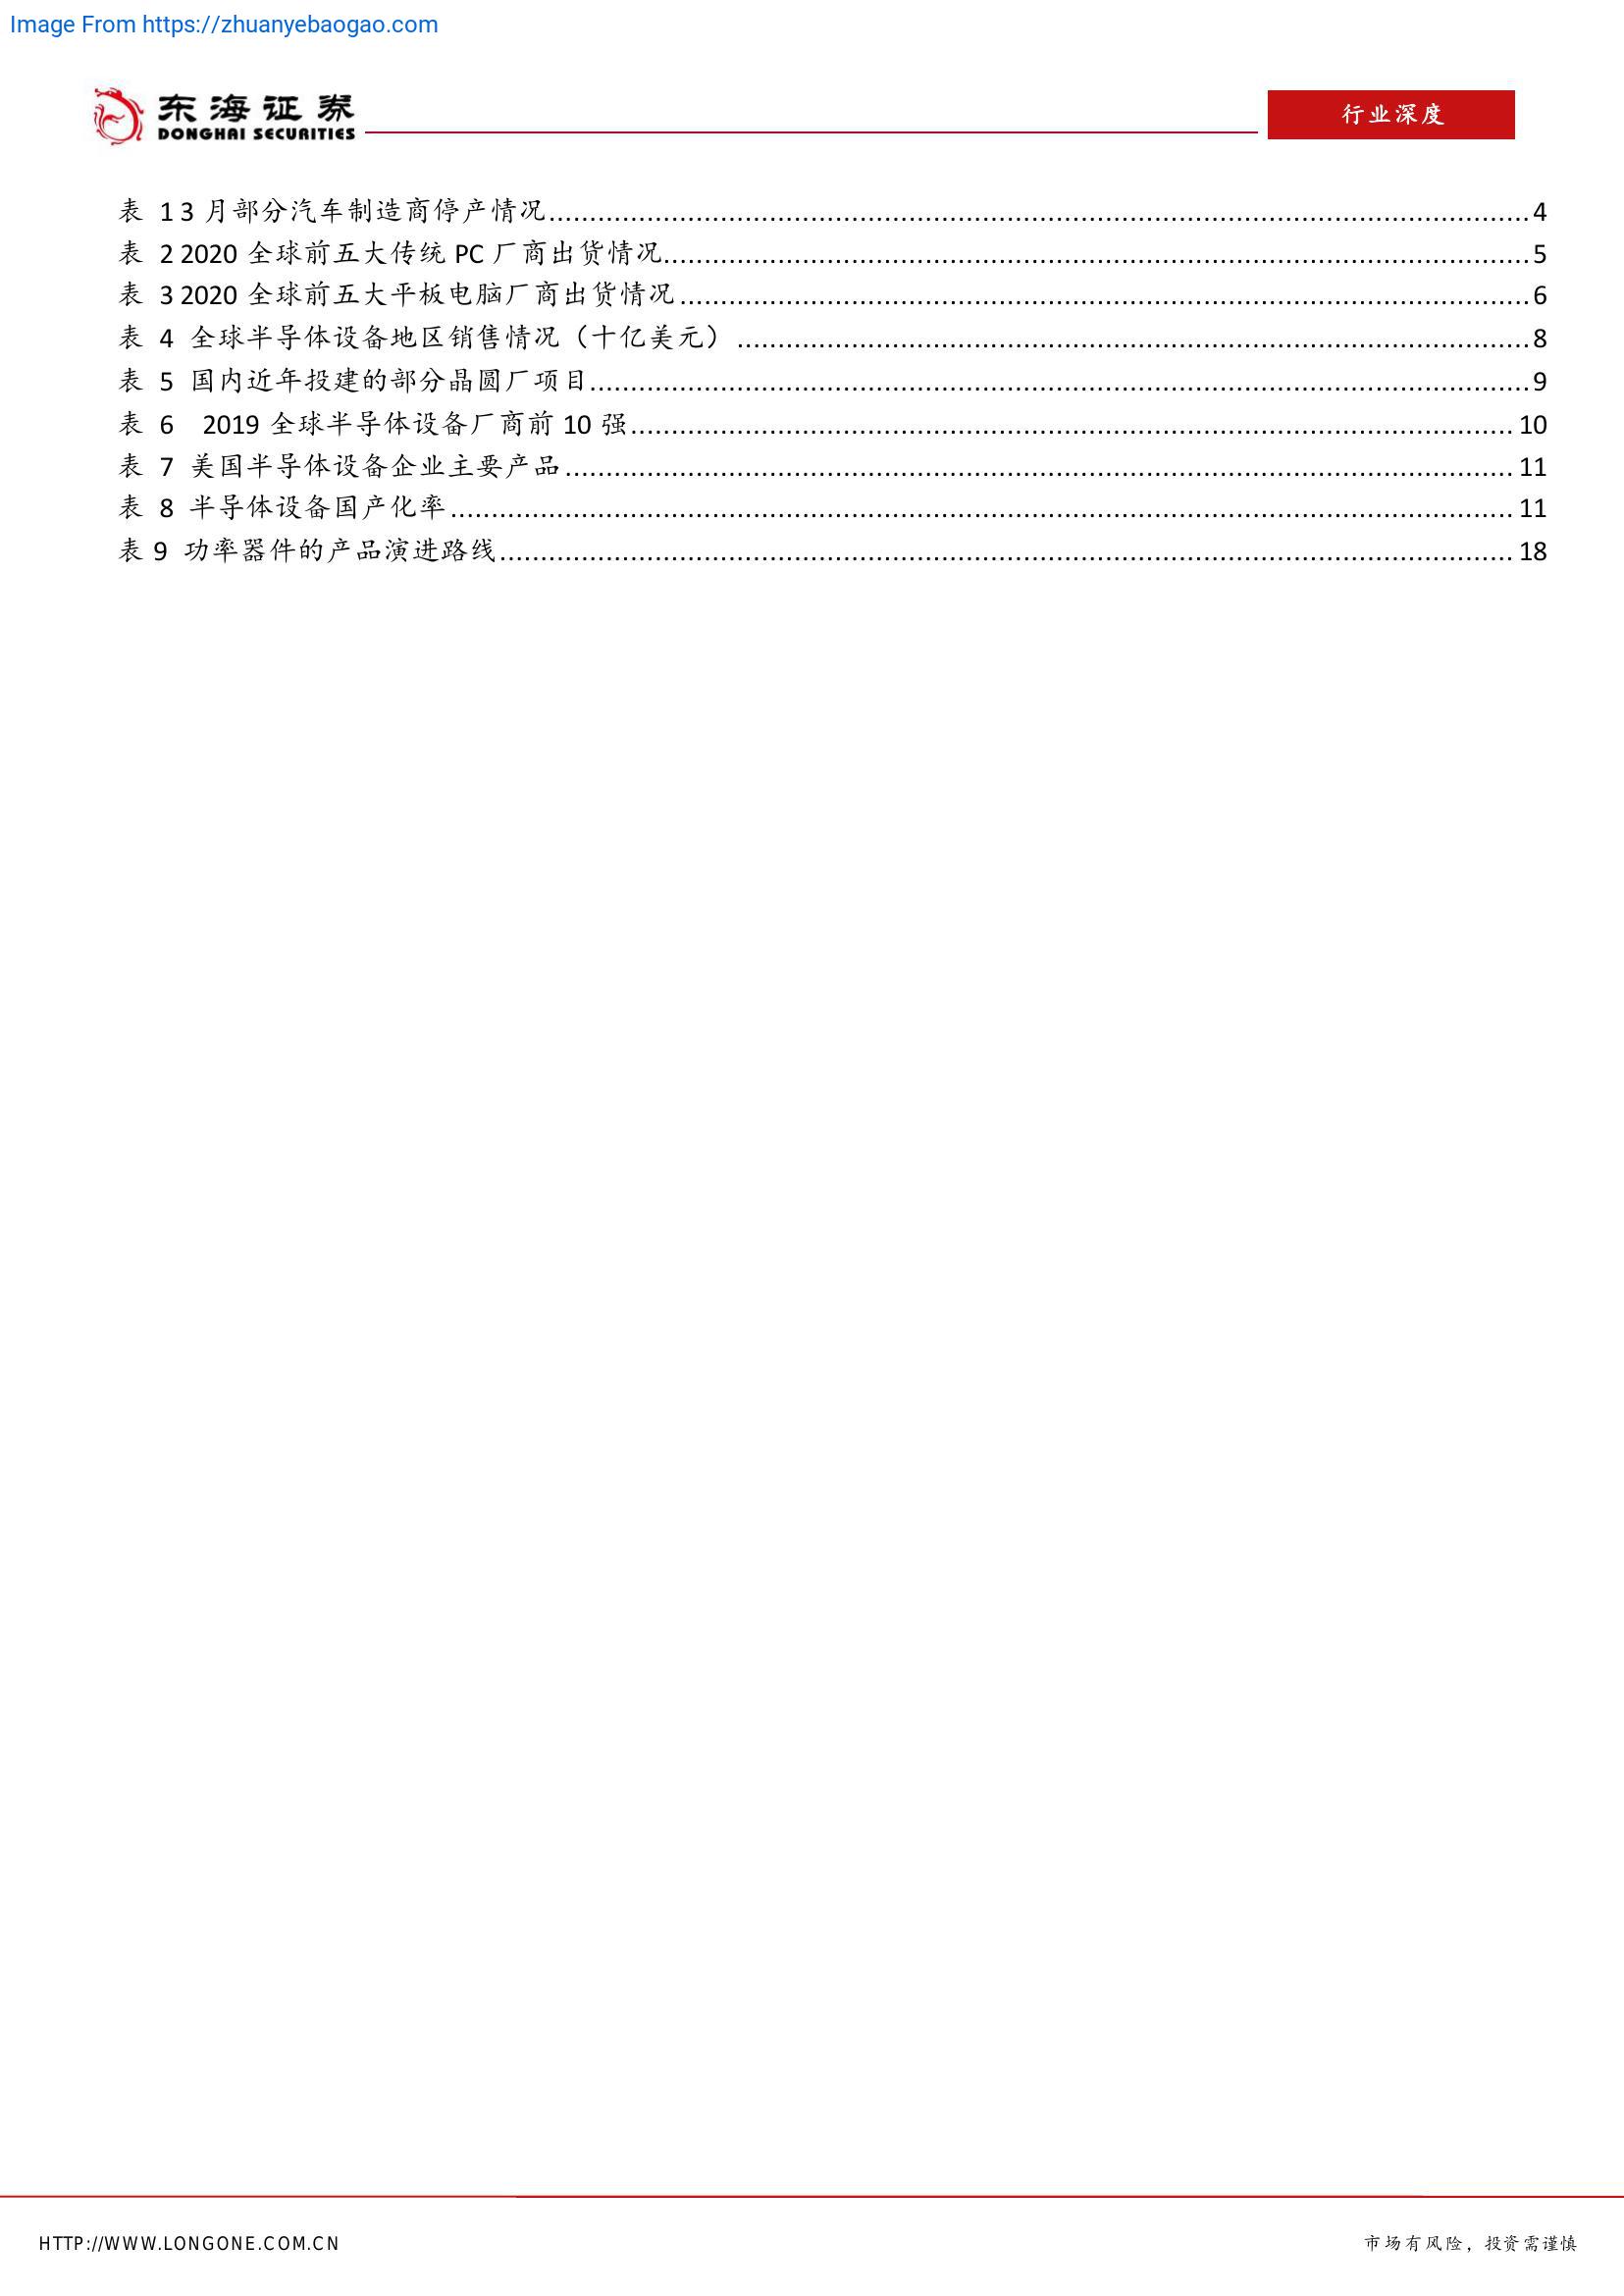 Image From https://zhuanyebaogao.com
东海证券
DONGHAI SECURITIES
行业深度
表 1 3 月部分汽车制造商停产情况........................4
表 2 2020 全球前五大传统 PC 厂商出货情况........................5
表 3 2020 全球前五大平板电脑厂商出货情况........................6
表 4 全球半导体设备地区销售情况（十亿美元）........................8
表 5 国内近年投建的部分晶圆厂项目........................9
表 6 2019 全球半导体设备厂商前 10 强........................10
表 7 美国半导体设备企业主要产品........................11
表 8 半导体设备国产化率........................11
表 9 功率器件的产品演进路线........................18
HTTP://WWW.LONGONE.COM.CN
市场有风险，投资需谨慎